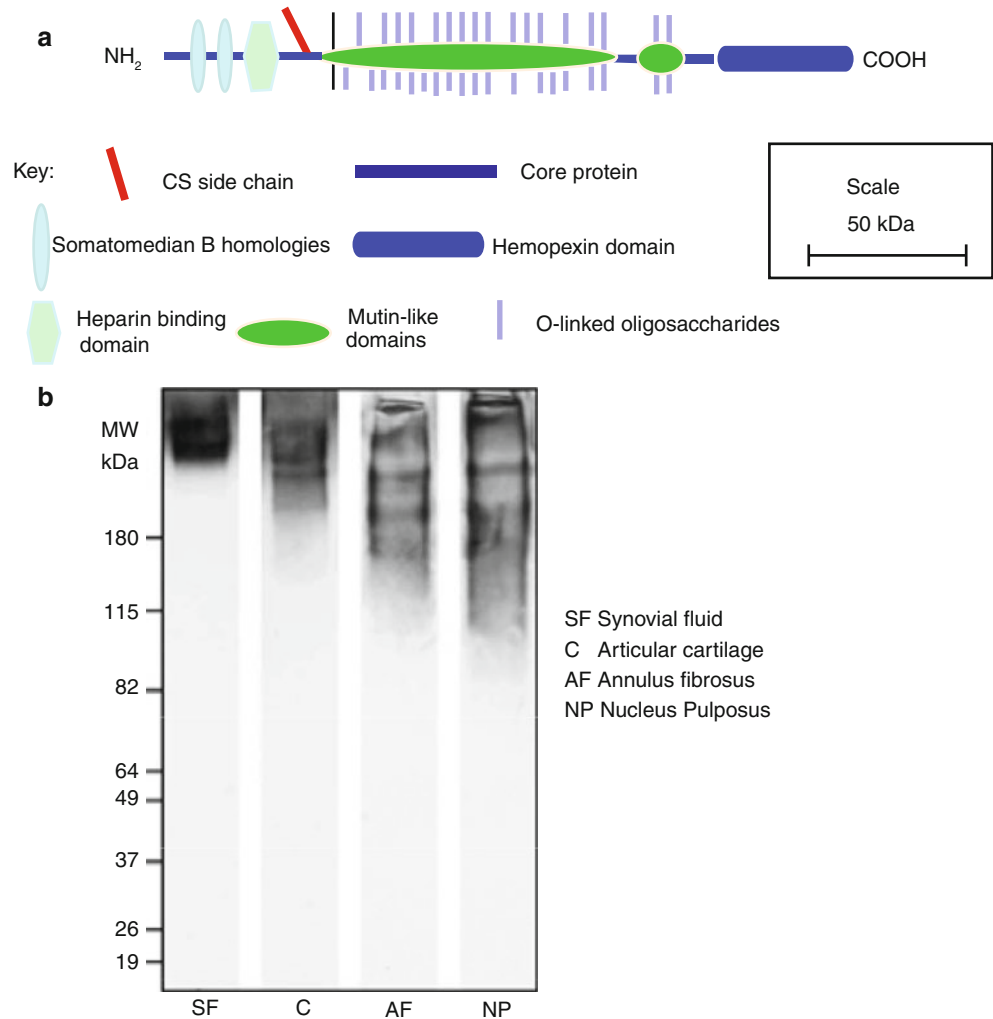 a
NH2
COOH
Key:
CS side chain
Core protein
Scale
50 kDa
Somatomedian B homologies
Hemopexin domain
Heparin binding
domain
Mutin-like
domains
O-linked oligosaccharides
b
MW
kDa
180
115
82
64
49
37
26
19
SF Synovial fluid
C Articular cartilage
AF Annulus fibrosus
NP Nucleus Pulposus
SF C AF NP